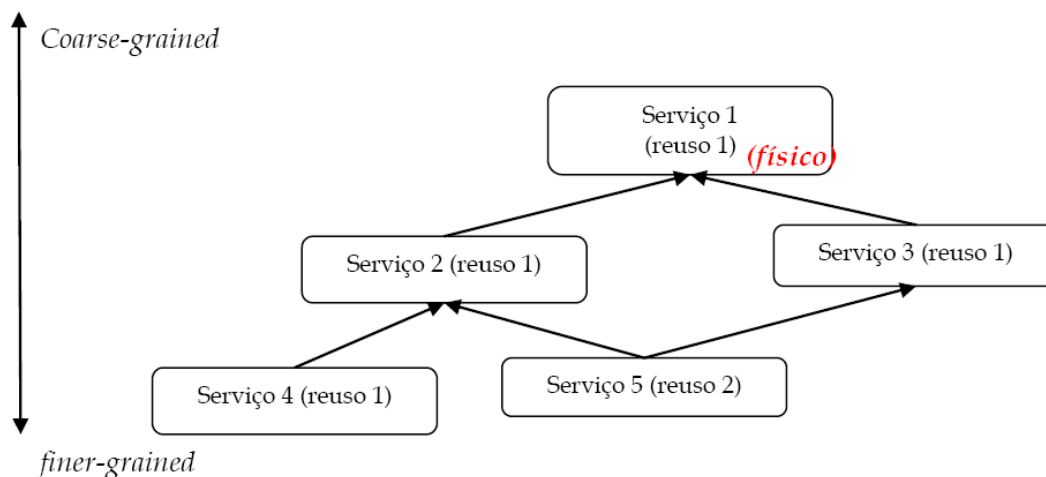 Coarse-grained
Serviço 1
(reuso 1) (físico)
Serviço 2 (reuso 1)
Serviço 3 (reuso 1)
Serviço 4 (reuso 1)
Serviço 5 (reuso 2)
finer-grained